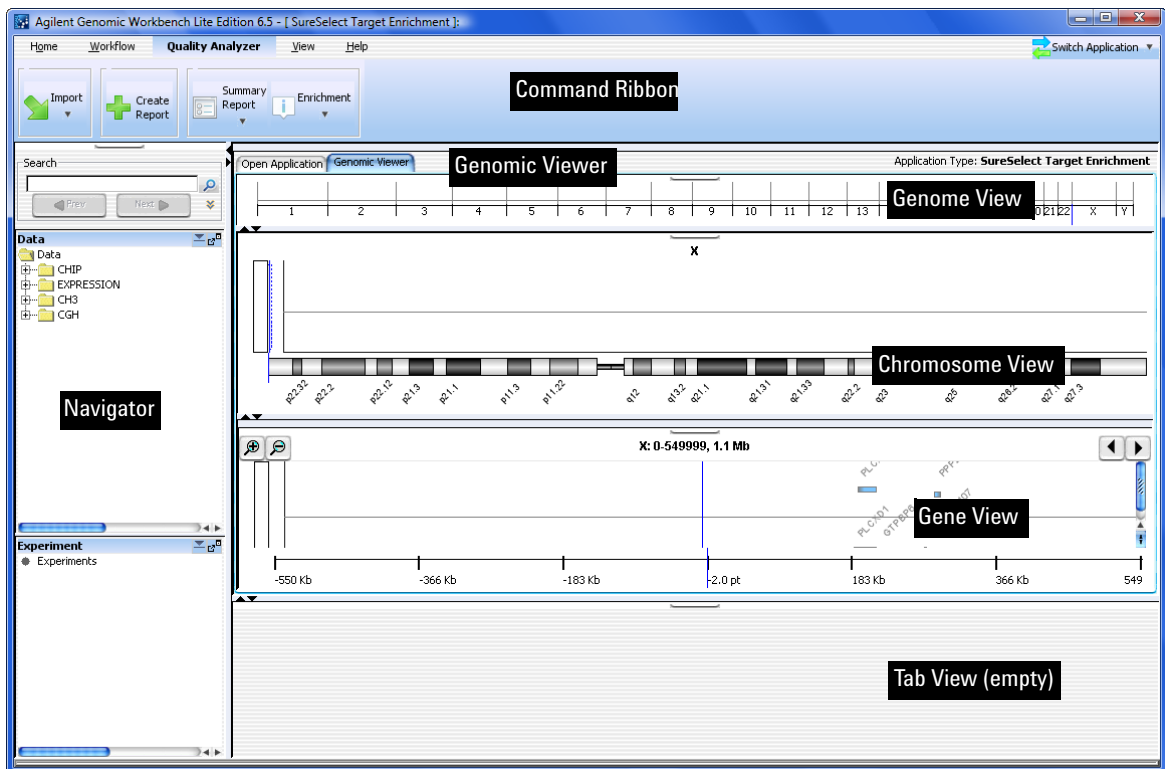 Agilent Genomic Workbench Lite Edition 6.5 - [ SureSelect Target Enrichment ]:
Home Workflow Quality Analyzer View Help Switch Application
Import Create Report Summary Report Enrichment
Command Ribbon
Search
Prev Next
Open Application Genomic Viewer
Genomic Viewer
Application Type: SureSelect Target Enrichment
1 2 3 4 5 6 7 8 9 10 11 12 13 21 22 X Y
Genome View
Data
Data
CHIP
EXPRESSION
CH3
CGH
Navigator
X
Chromosome View
p22.32 p22.2 p22.12 p21.3 p21.1 p11.3 p11.22 q12 q13.2 q21.1 q21.31 q21.33 q22.2 q23 q25 q26.2 q27.1 q27.3
X: 0-549999, 1.1 Mb
PLCXD1
GTPBP6
Gene View
-550 Kb -366 Kb -183 Kb -2.0 pt 183 Kb 366 Kb 549
Experiment
Experiments
Tab View (empty)